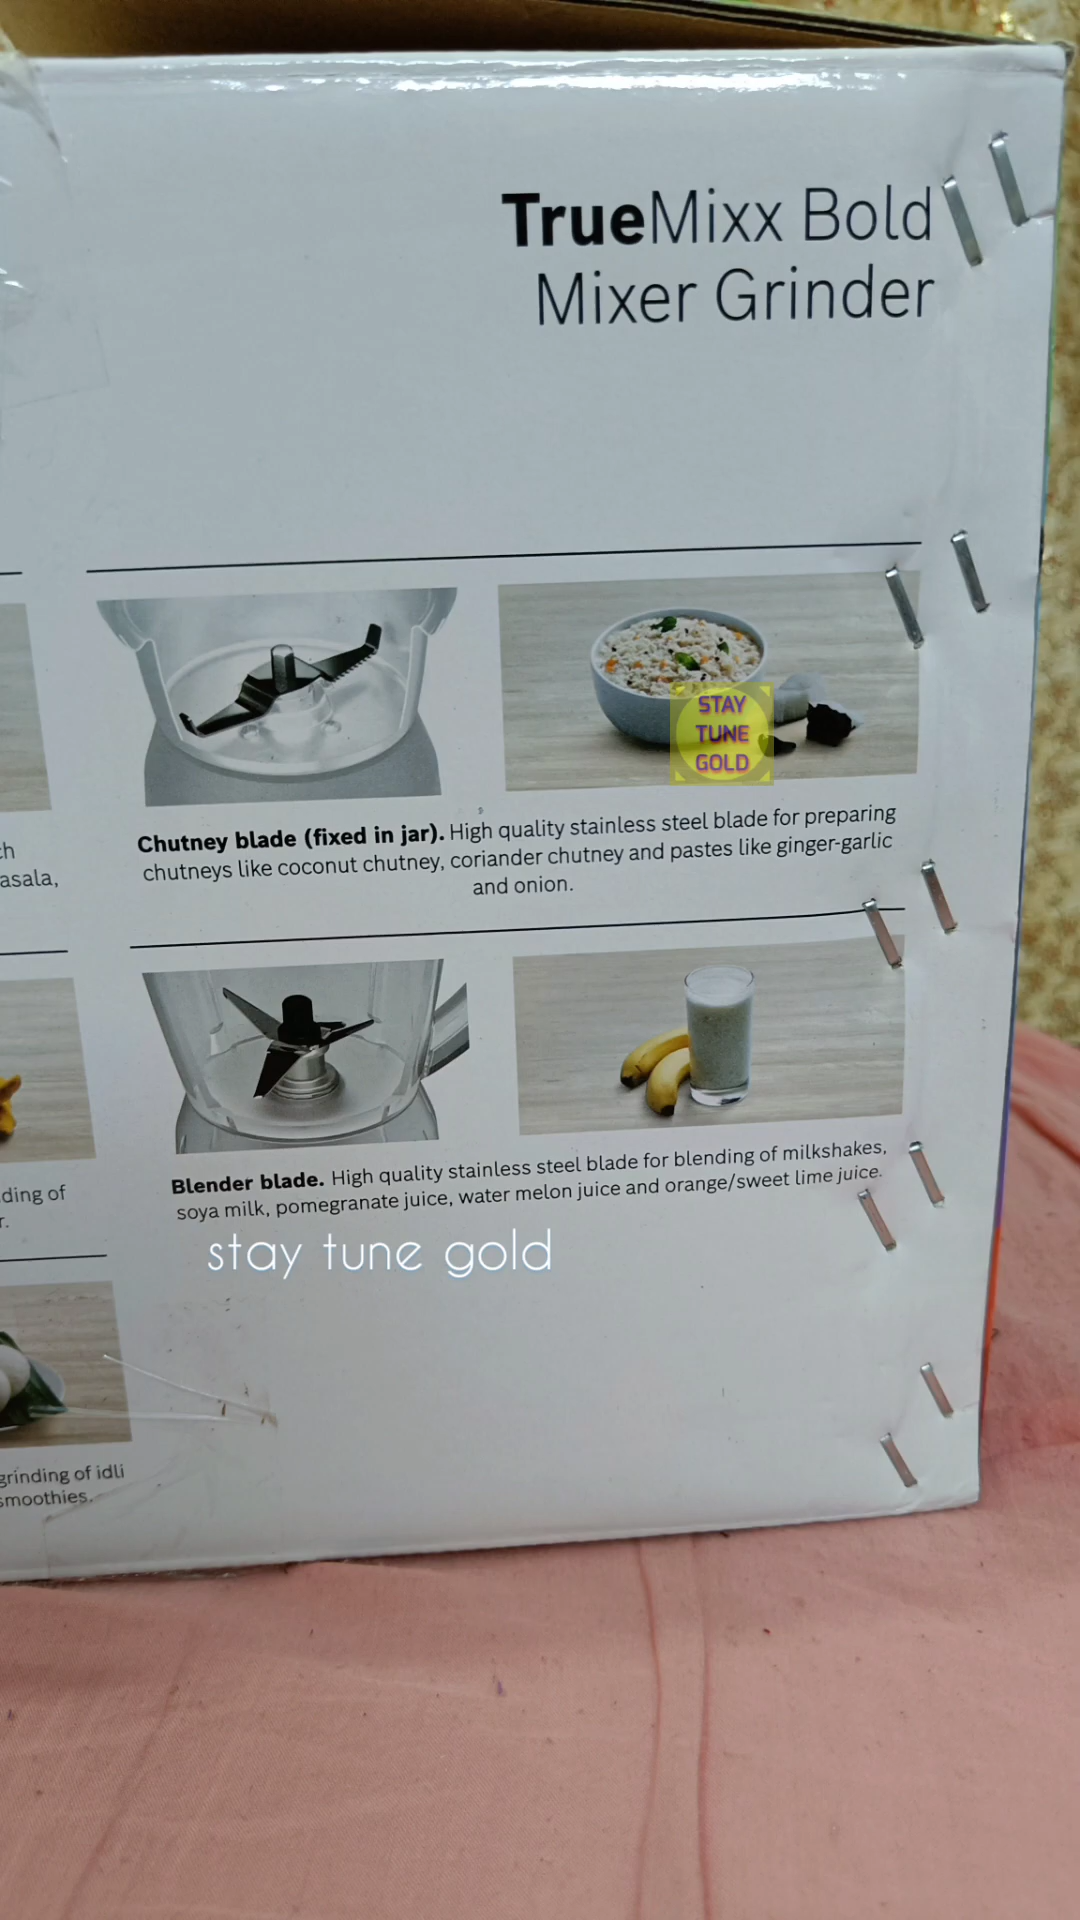 TrueMixx Bold
Mixer Grinder
STAY
TUNE
GOLD
asala,
Chutney blade (fixed in jar). High quality stainless steel blade for preparing
chutneys like coconut chutney, coriander chutney and pastes like ginger-garlic
and onion.
ding of
r.
Blender blade. High quality stainless steel blade for blending of milkshakes,
soya milk, pomegranate juice, water melon juice and orange/sweet lime juice.
stay tune gold
grinding of idli
smoothies.